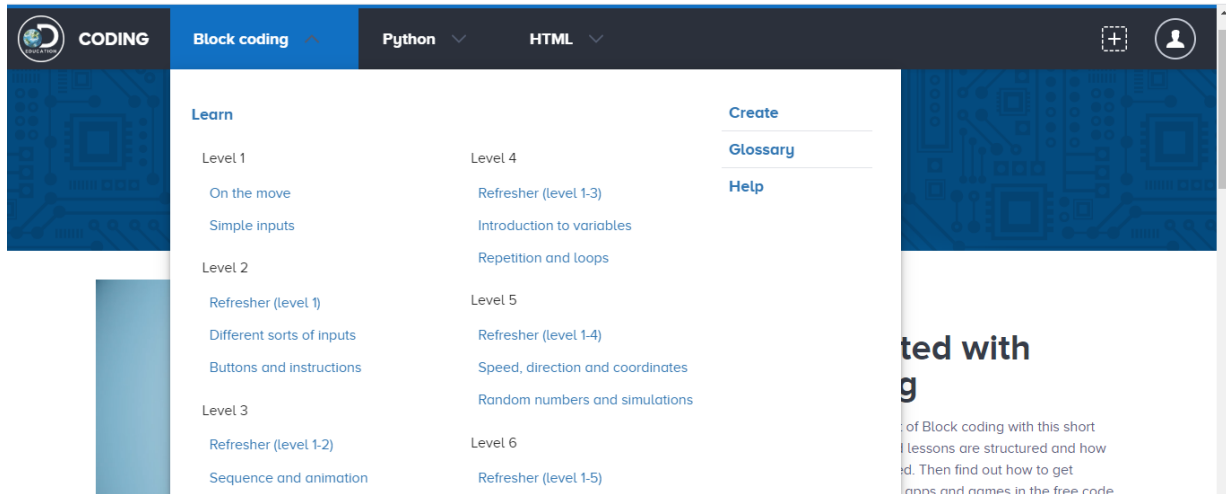 EDUCATION
CODING
Block coding
Python
HTML
Learn
Level 1
On the move
Simple inputs
Level 2
Refresher (level 1)
Different sorts of inputs
Buttons and instructions
Level 3
Refresher (level 1-2)
Sequence and animation
Level 4
Refresher (level 1-3)
Introduction to variables
Repetition and loops
Level 5
Refresher (level 1-4)
Speed, direction and coordinates
Random numbers and simulations
Level 6
Refresher (level 1-5)
Create
Glossary
Help
ted with
g
of Block coding with this short
lessons are structured and how
ed. Then find out how to get
apps and games in the free code